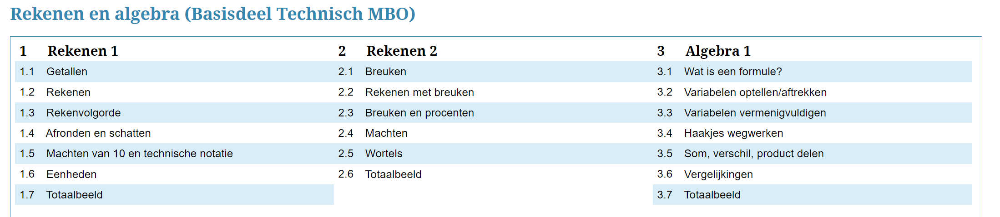 Rekenen en algebra (Basisdeel Technisch MBO)
1 Rekenen 1
1.1 Getallen
1.2 Rekenen
1.3 Rekenvolgorde
1.4 Afronden en schatten
1.5 Machten van 10 en technische notatie
1.6 Eenheden
1.7 Totaalbeeld
2 Rekenen 2
2.1 Breuken
2.2 Rekenen met breuken
2.3 Breuken en procenten
2.4 Machten
2.5 Wortels
2.6 Totaalbeeld
3 Algebra 1
3.1 Wat is een formule?
3.2 Variabelen optellen/aftrekken
3.3 Variabelen vermenigvuldigen
3.4 Haakjes wegwerken
3.5 Som, verschil, product delen
3.6 Vergelijkingen
3.7 Totaalbeeld